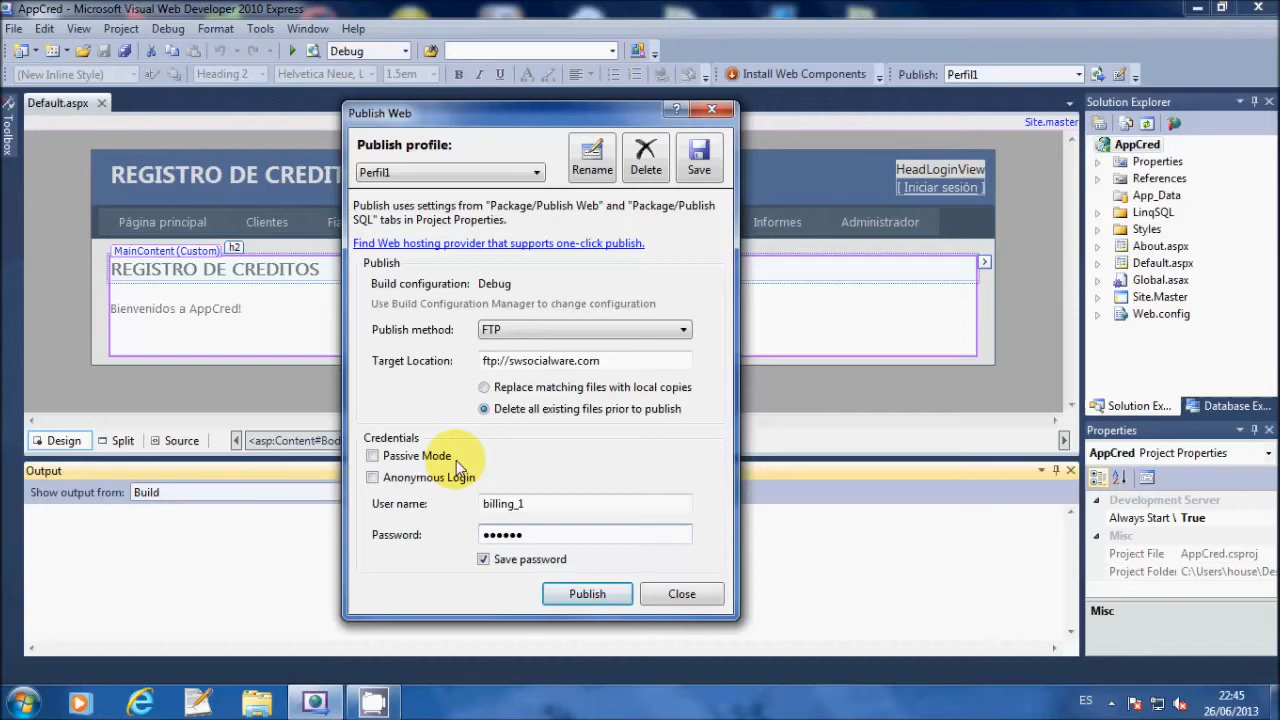 AppCred - Microsoft Visual Web Developer 2010 Express
File Edit View Project Debug Format Tools Window Help
Debug
(New Inline Style) Heading 2 Helvetica Neue, L 1.5em B I U A Install Web Components Publish: Perfil1
Default.aspx
Toolbox
Site.master
REGISTRO DE CREDIT
HeadLoginView
[ Iniciar sesión ]
Página principal Clientes Informes Administrador
MainContent (Custom) h2
REGISTRO DE CREDITOS
Bienvenidos a AppCred!
Publish Web
Publish profile:
Perfil1
Rename Delete Save
Publish uses settings from "Package/Publish Web" and "Package/Publish
SQL" tabs in Project Properties.
Find Web hosting provider that supports one-click publish.
Publish
Build configuration: Debug
Use Build Configuration Manager to change configuration
Publish method: FTP
Target Location: ftp://swsocialware.com
Replace matching files with local copies
Delete all existing files prior to publish
Credentials
Passive Mode
Anonymous Login
User name: billing_1
Password: ••••••
Save password
Publish Close
Design Split Source <asp:Content#Bod
Output
Show output from: Build
Solution Explorer
AppCred
Properties
References
App_Data
LinqSQL
Styles
About.aspx
Default.aspx
Global.asax
Site.Master
Web.config
Solution Ex... Database Ex...
Properties
AppCred Project Properties
Development Server
Always Start \ True
Misc
Project File AppCred.csproj
Project Folder C:\Users\house\De
Misc
ES
22:45
26/06/2013